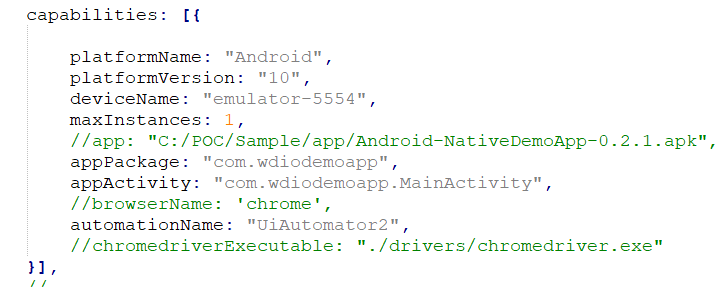 capabilities: [{
platformName: "Android",
platformVersion: "10",
deviceName: "emulator-5554",
maxInstances: 1,
//app: "C:/POC/Sample/app/Android-NativeDemoApp-0.2.1.apk",
appPackage: "com.wdiodemoapp",
appActivity: "com.wdiodemoapp.MainActivity",
//browserName: 'chrome',
automationName: "UiAutomator2",
//chromedriverExecutable: "./drivers/chromedriver.exe"
}],
//